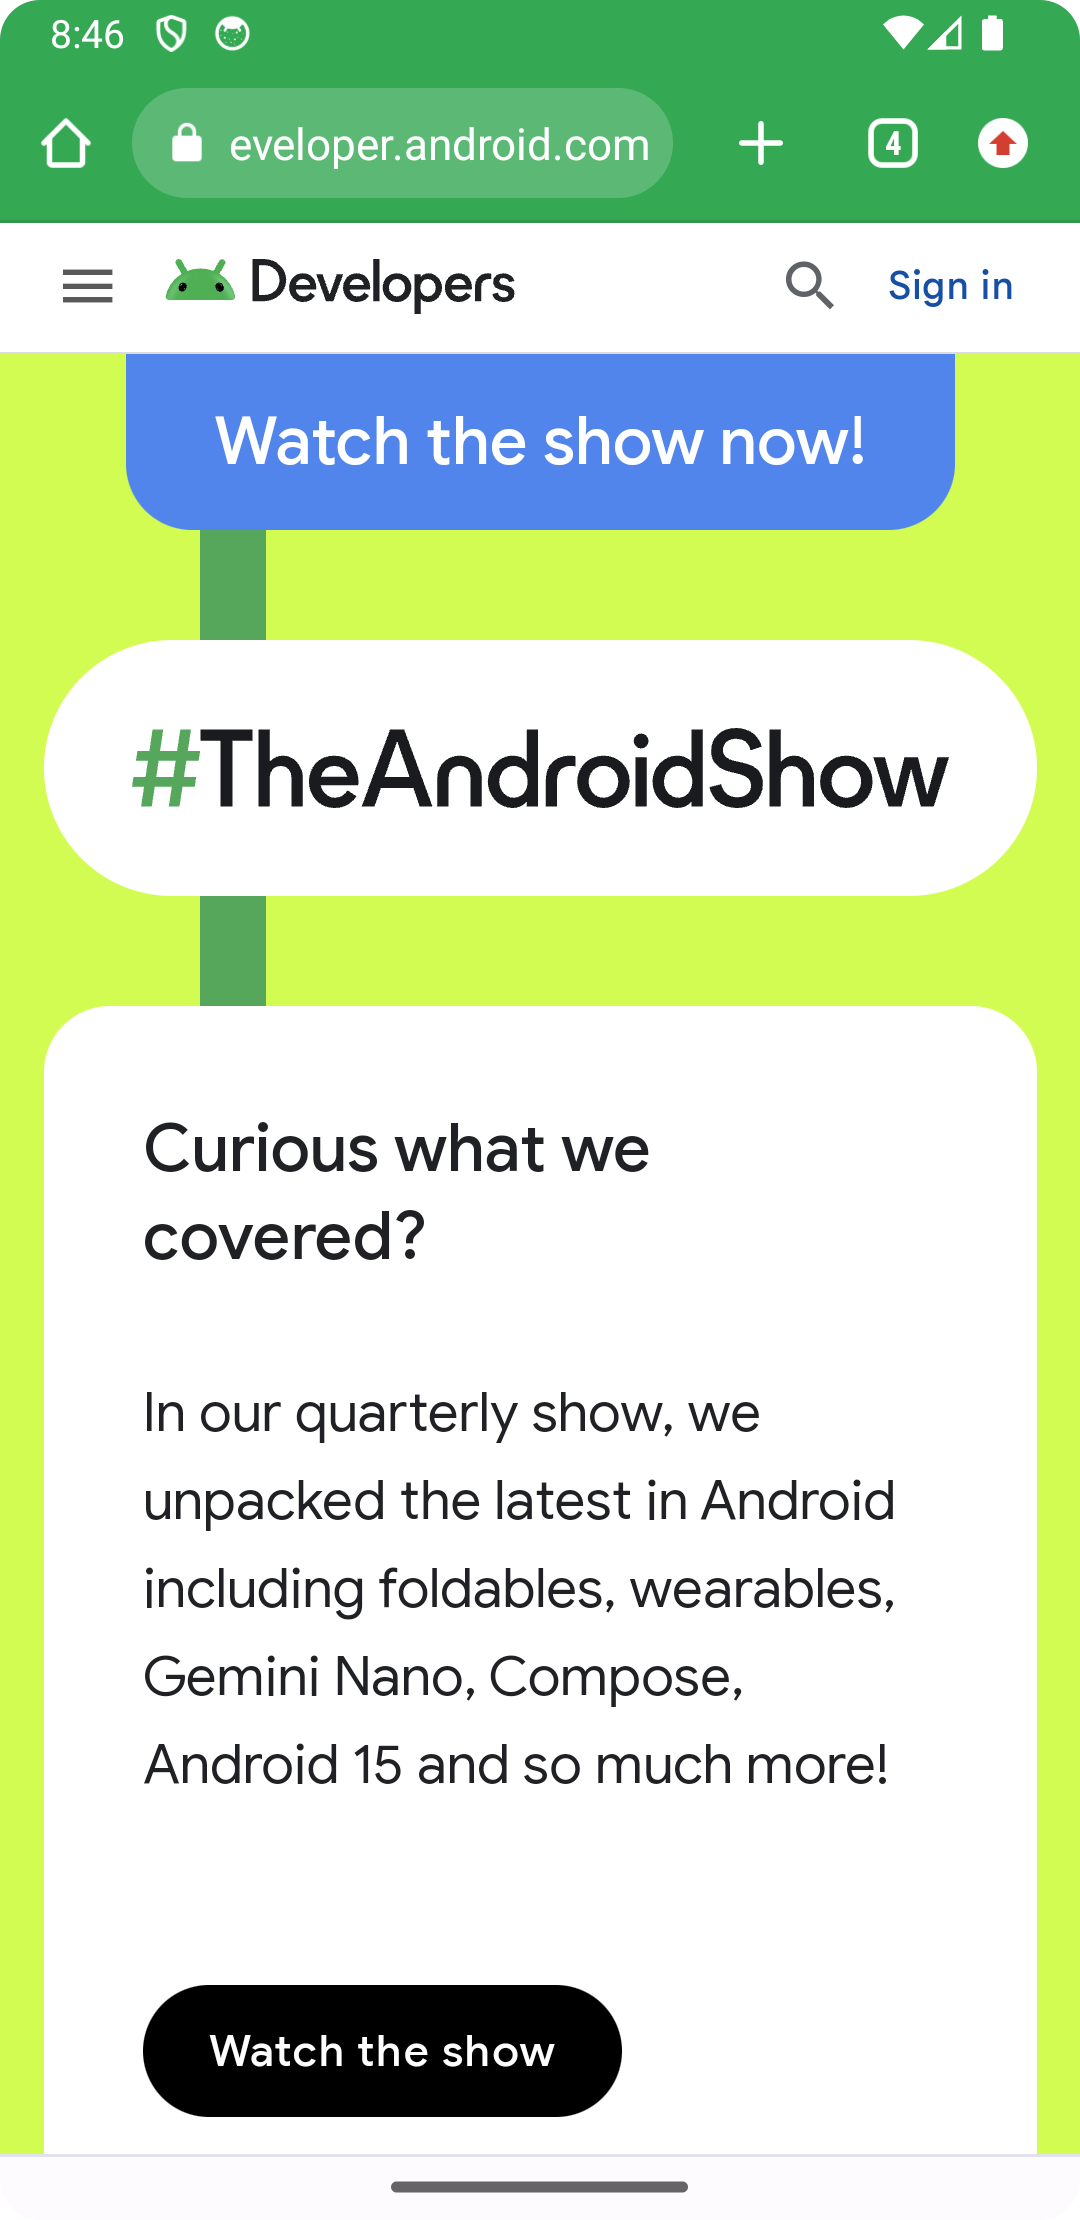 8:46
eveloper.android.com
4
Developers
Sign in
Watch the show now!
#TheAndroidShow
Curious what we
covered?
In our quarterly show, we
unpacked the latest in Android
including foldables, wearables,
Gemini Nano, Compose,
Android 15 and so much more!
Watch the show